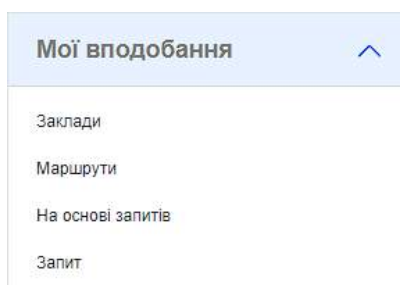 Мої вподобання
Заклади
Маршрути
На основі запитів
Запит